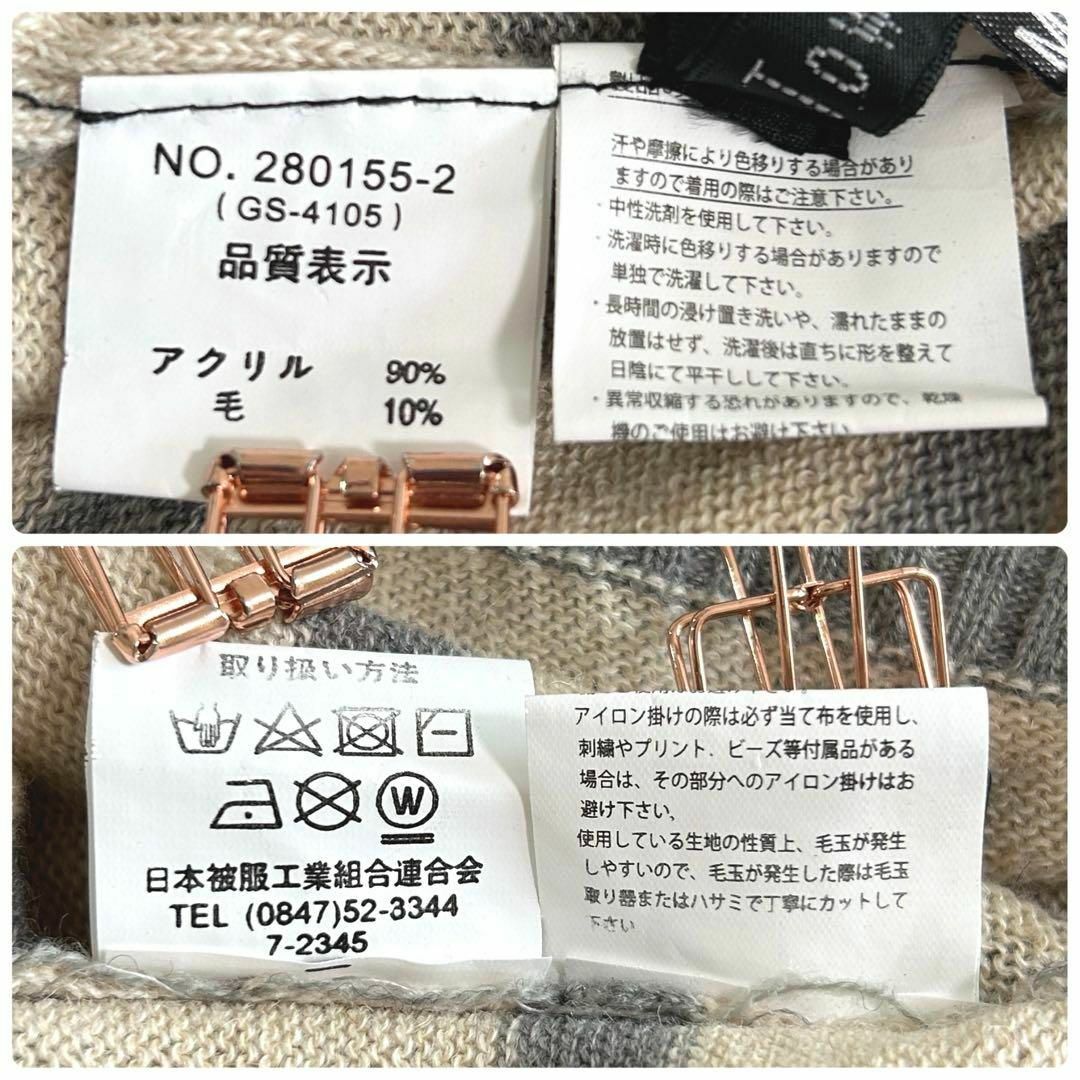 NO. 280155-2
(GS-4105)
品質表示
アクリル 90%
毛 10%
TO
汗や摩擦により色移りする場合があり
ますので着用の際はご注意下さい。
・中性洗剤を使用して下さい。
・洗濯時に色移りする場合がありますので
単独で洗濯して下さい。
・長時間の浸け置き洗いや、濡れたままの
放置はせず、洗濯後は直ちに形を整えて
日陰にて平干しして下さい。
・異常収縮する恐れがありますので、乾燥
機のご使用はお避け下さい
取り扱い方法
W
日本被服工業組合連合会
TEL (0847)52-3344
7-2345
アイロン掛けの際は必ず当て布を使用し、
刺繍やプリント、ビーズ等付属品がある
場合は、その部分へのアイロン掛けはお
避け下さい。
使用している生地の性質上、毛玉が発生
しやすいので、毛玉が発生した際は毛玉
取り器またはハサミで丁寧にカットして
下さい